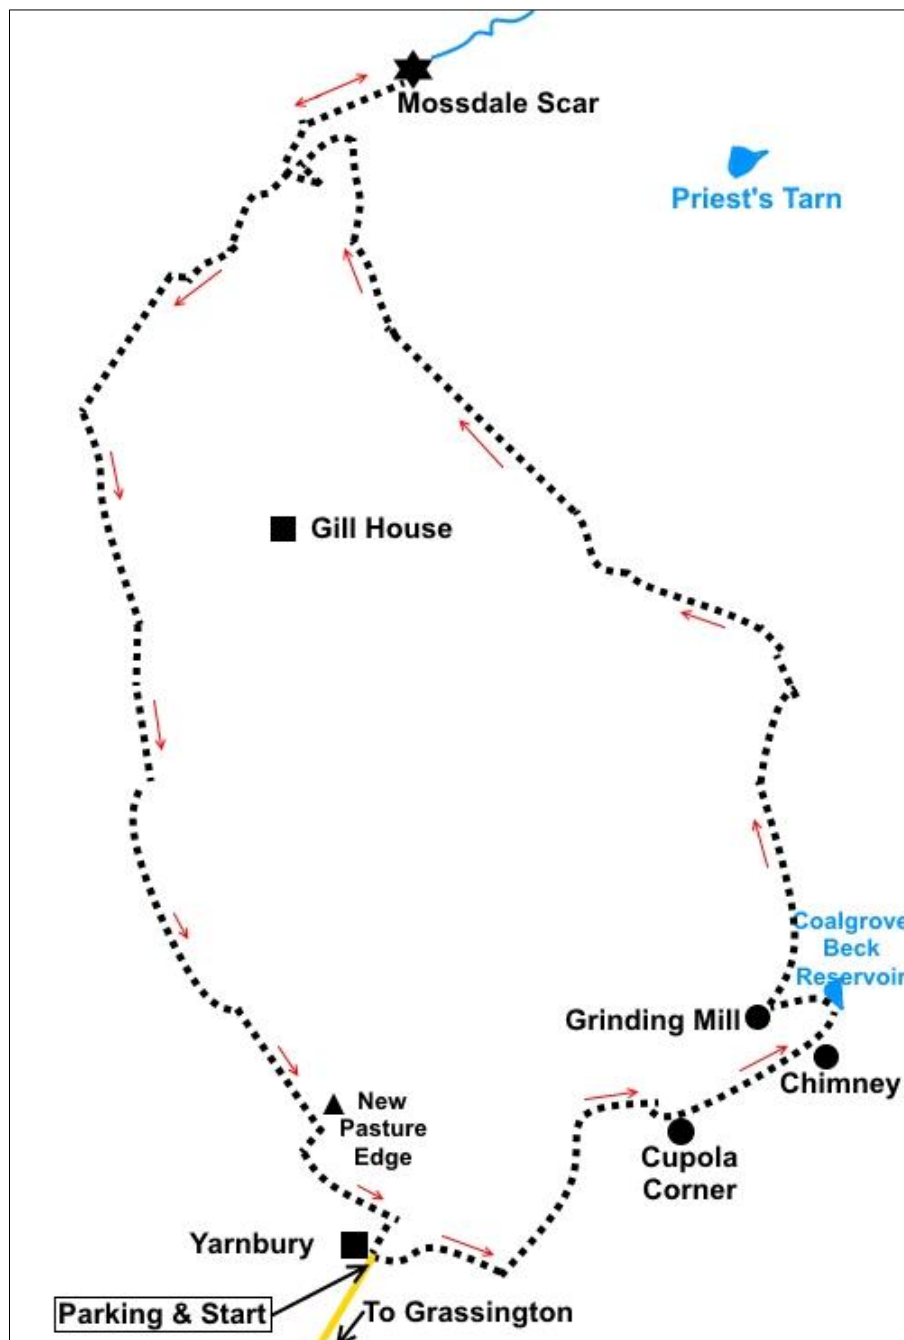 Mossdale Scar
Priest's Tarn
Gill House
Coalgrove
Beck
Reservoir
Grinding Mill
Chimney
New
Pasture
Edge
Cupola
Corner
Yarnbury
Parking & Start
To Grassington